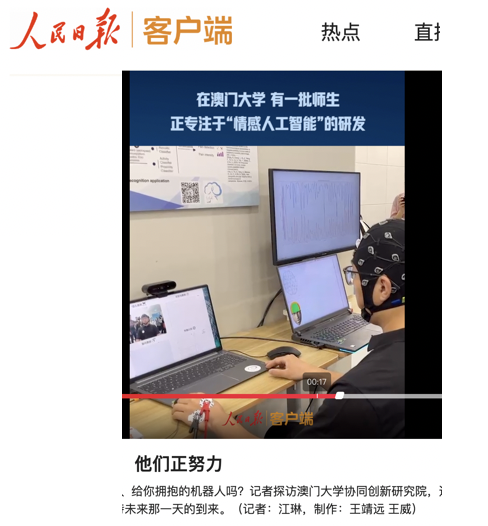 人民日报 客户端
热点
直
在澳门大学 有一批师生
正专注于“情感人工智能”的研发
recognition application
00:17
人民日报 客户端
他们正努力
、给你拥抱的机器人吗？记者探访澳门大学协同创新研究院，
未来那一天的到来。（记者：江琳，制作：王靖远 王威）